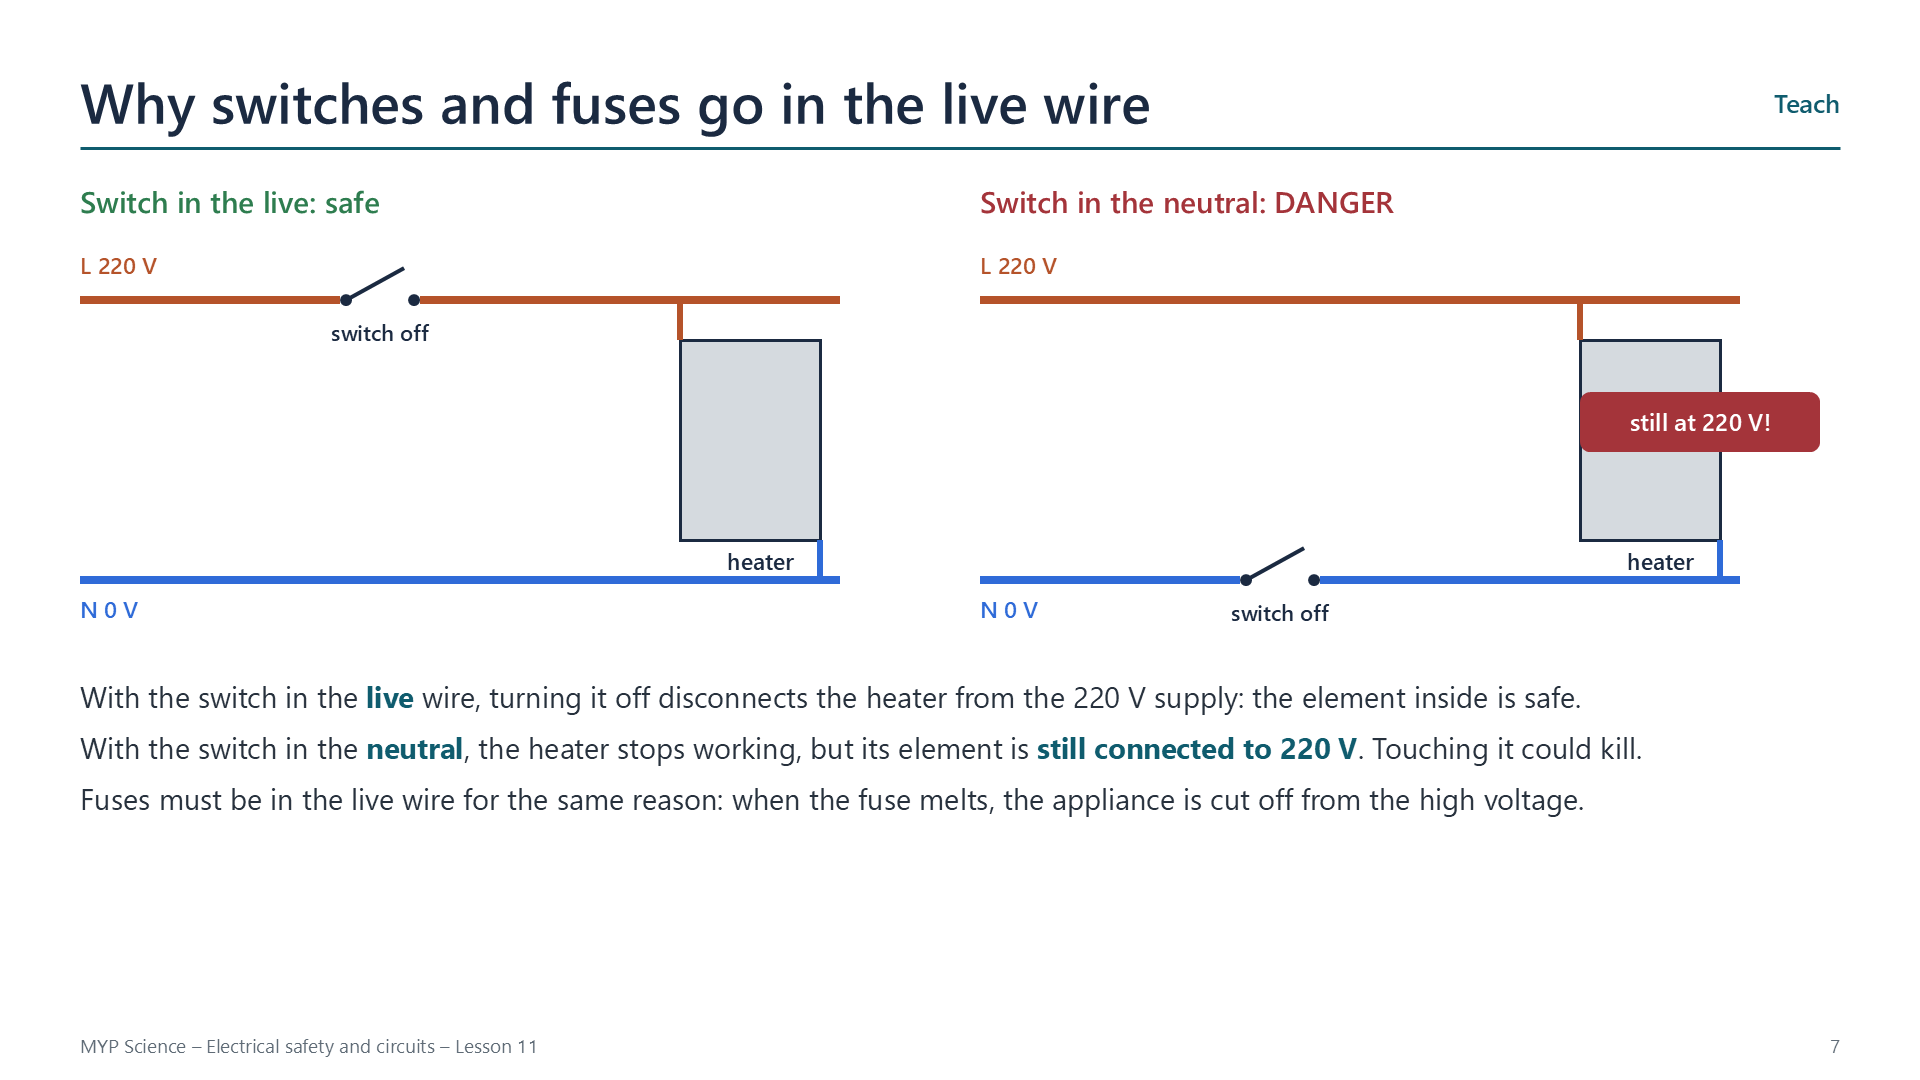 Why switches and fuses go in the live wire
Teach
Switch in the live: safe
L 220 V
switch off
heater
N 0 V
Switch in the neutral: DANGER
L 220 V
still at 220 V!
heater
N 0 V
switch off
With the switch in the live wire, turning it off disconnects the heater from the 220 V supply: the element inside is safe.
With the switch in the neutral, the heater stops working, but its element is still connected to 220 V. Touching it could kill.
Fuses must be in the live wire for the same reason: when the fuse melts, the appliance is cut off from the high voltage.
MYP Science – Electrical safety and circuits – Lesson 11
7